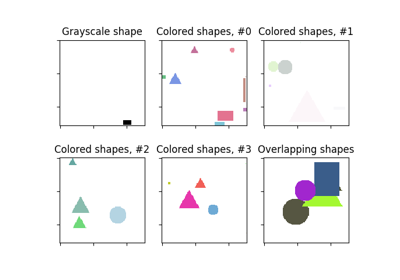 Grayscale shape
Colored shapes, #0
Colored shapes, #1
Colored shapes, #2
Colored shapes, #3
Overlapping shapes